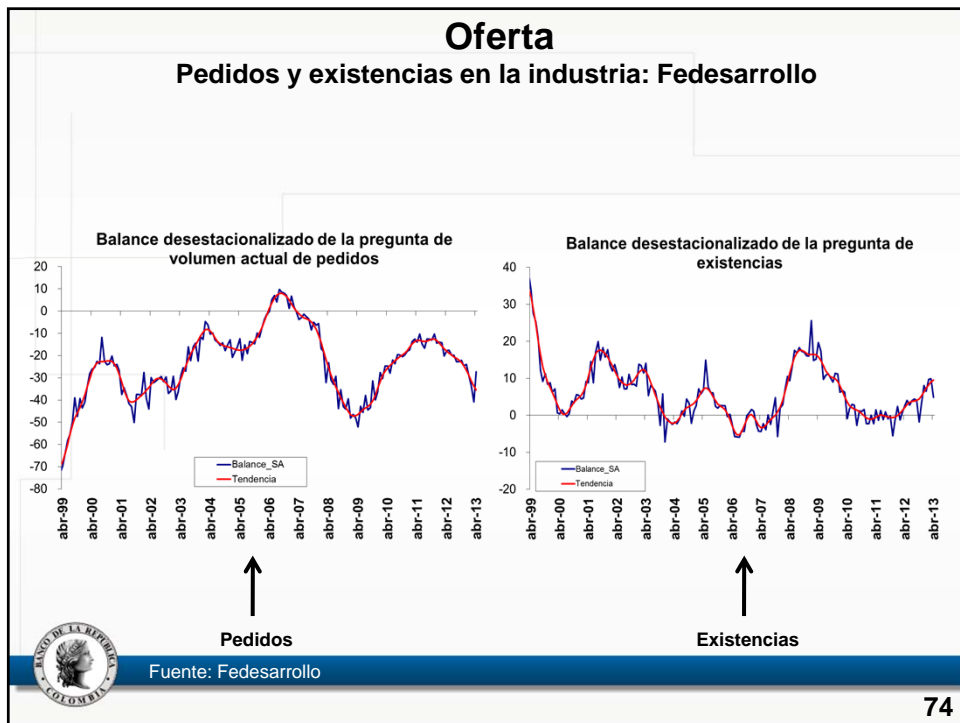 Oferta
Pedidos y existencias en la industria: Fedesarrollo
Balance desestacionalizado de la pregunta de
volumen actual de pedidos
20
10
0
-10
-20
-30
-40
-50
-60
-70
-80
Balance_SA
Tendencia
abr-99
abr-00
abr-01
abr-02
abr-03
abr-04
abr-05
abr-06
abr-07
abr-08
abr-09
abr-10
abr-11
abr-12
abr-13
Pedidos
Balance desestacionalizado de la pregunta de
existencias
40
30
20
10
0
-10
-20
Balance_SA
Tendencia
abr-99
abr-00
abr-01
abr-02
abr-03
abr-04
abr-05
abr-06
abr-07
abr-08
abr-09
abr-10
abr-11
abr-12
abr-13
Existencias
BANCO DE LA REPÚBLICA
COLOMBIA
Fuente: Fedesarrollo
74